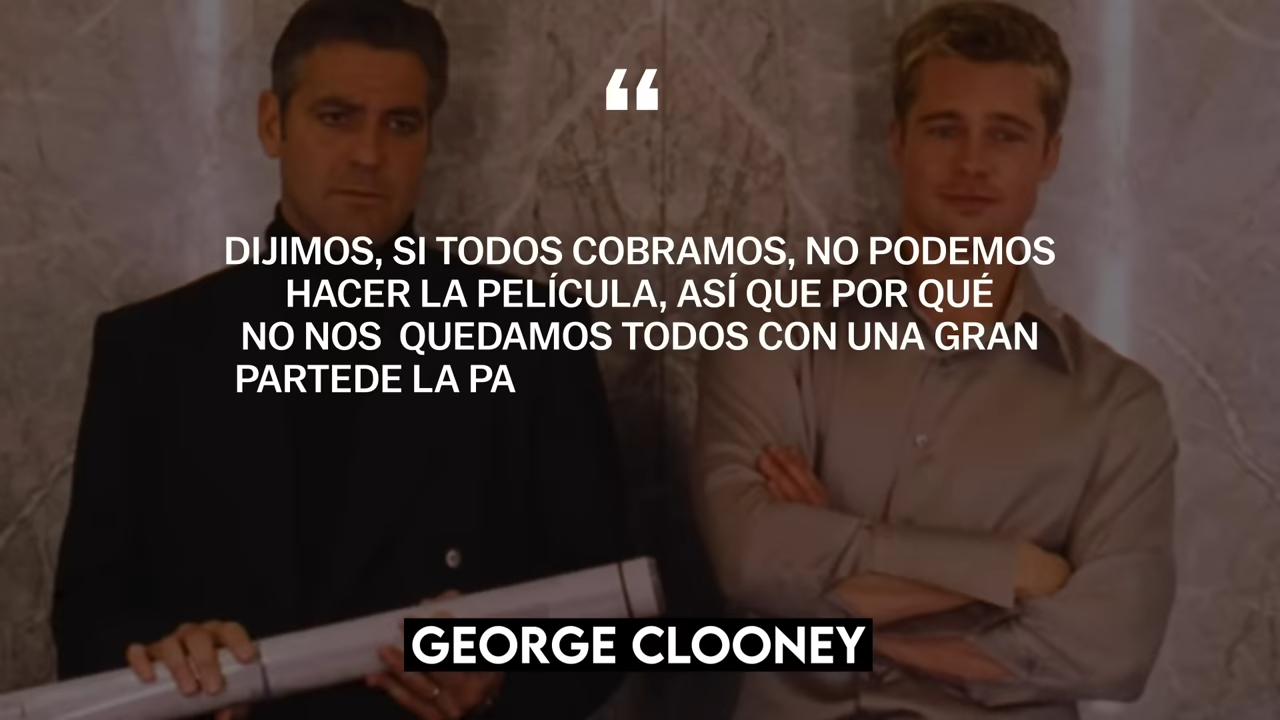 “
DIJIMOS, SI TODOS COBRAMOS, NO PODEMOS
HACER LA PELÍCULA, ASÍ QUE POR QUÉ
NO NOS  QUEDAMOS TODOS CON UNA GRAN
PARTEDE LA PA
GEORGE CLOONEY